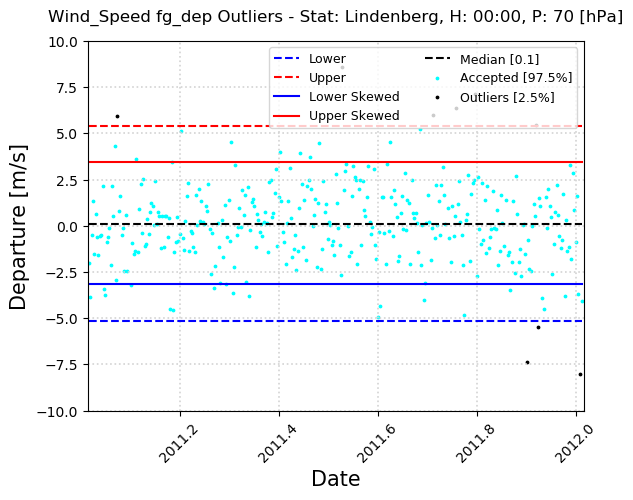 Wind_Speed fg_dep Outliers - Stat: Lindenberg, H: 00:00, P: 70 [hPa]
Departure [m/s]
10.0
7.5
5.0
2.5
0.0
−2.5
−5.0
−7.5
−10.0
Lower
Upper
Lower Skewed
Upper Skewed
Median [0.1]
Accepted [97.5%]
Outliers [2.5%]
2011.2
2011.4
2011.6
2011.8
2012.0
Date